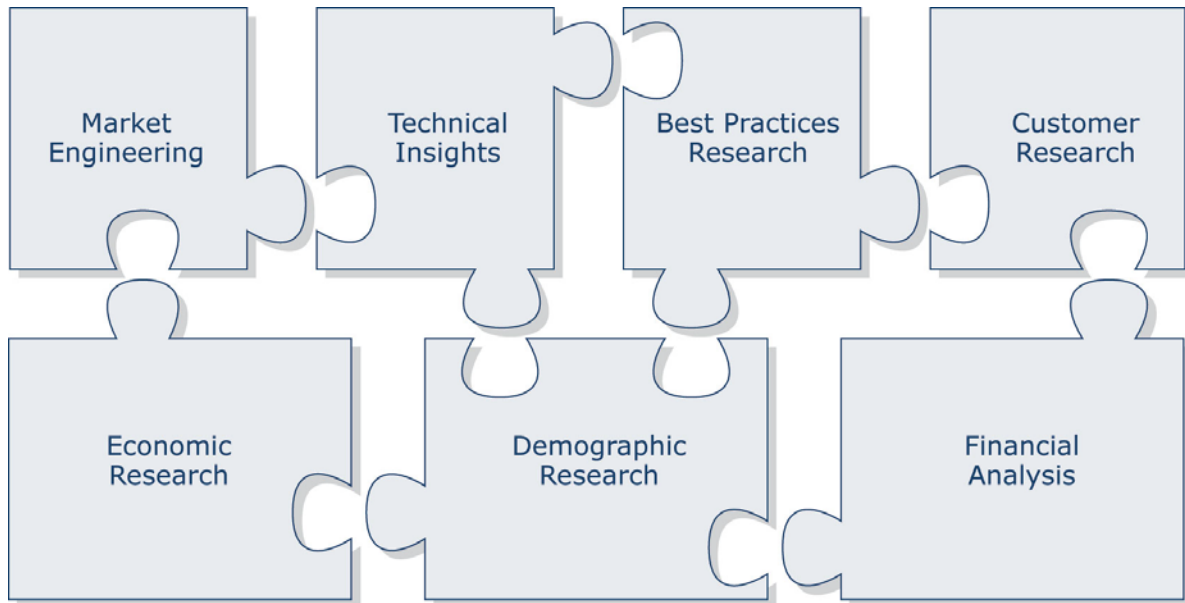 Market
Engineering
Technical
Insights
Best Practices
Research
Customer
Research
Economic
Research
Demographic
Research
Financial
Analysis